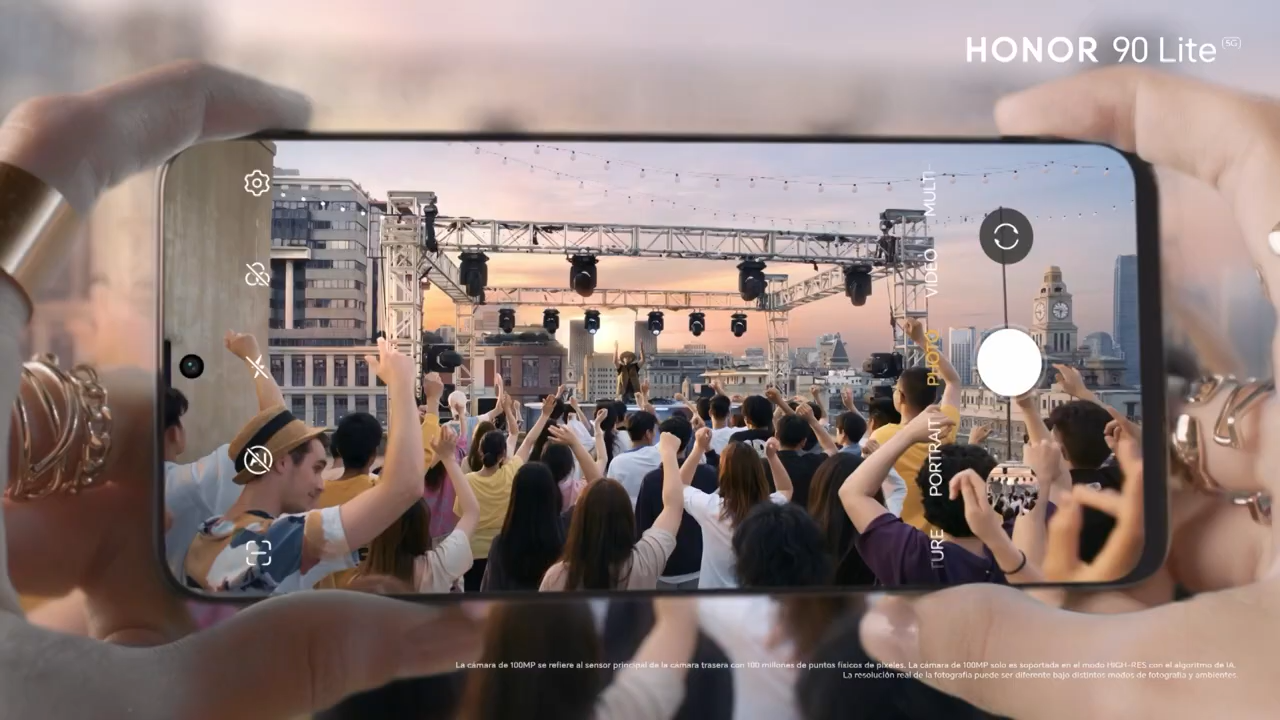 HONOR 90 Lite 5G
MULTI-
VIDEO
PHOTO
PORTRAIT
TURE
La cámara de 100MP se refiere al sensor principal de la cámara trasera con 100 millones de puntos físicos de píxeles. La cámara de 100MP solo es soportada en el modo HIGH-RES con el algoritmo de IA.
La resolución real de la fotografía puede ser diferente bajo distintos modos de fotografía y ambientes.